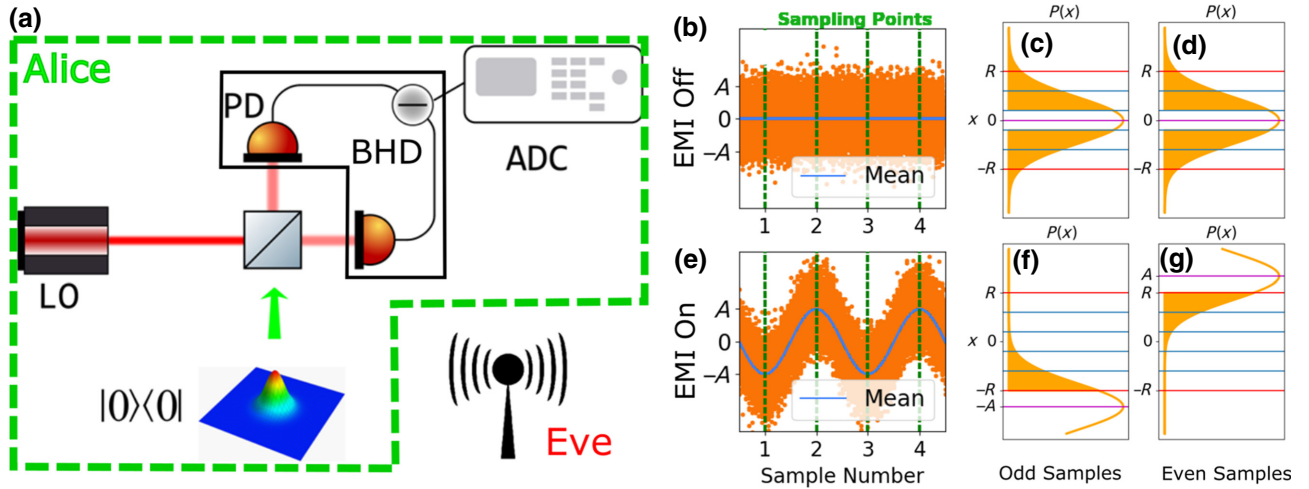 (a)
Alice
PD
BHD
ADC
LO
|0⟩⟨0|
Eve
(b)
Sampling Points
EMI Off
A
0
−A
Mean
1 2 3 4
(c)
P(x)
R
x 0
-R
(d)
P(x)
R
0
-R
(e)
EMI On
A
0
−A
Mean
1 2 3 4
Sample Number
(f)
P(x)
R
x 0
-R
-A
Odd Samples
(g)
P(x)
A
R
0
-R
Even Samples